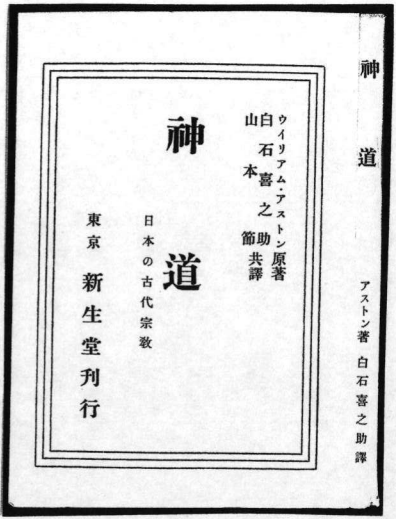 神道
アストン著 白石喜之助譯
ウイリアム・アストン原著
白石喜之助
山本節共譯
神道
日本の古代宗敎
東京 新生堂刊行